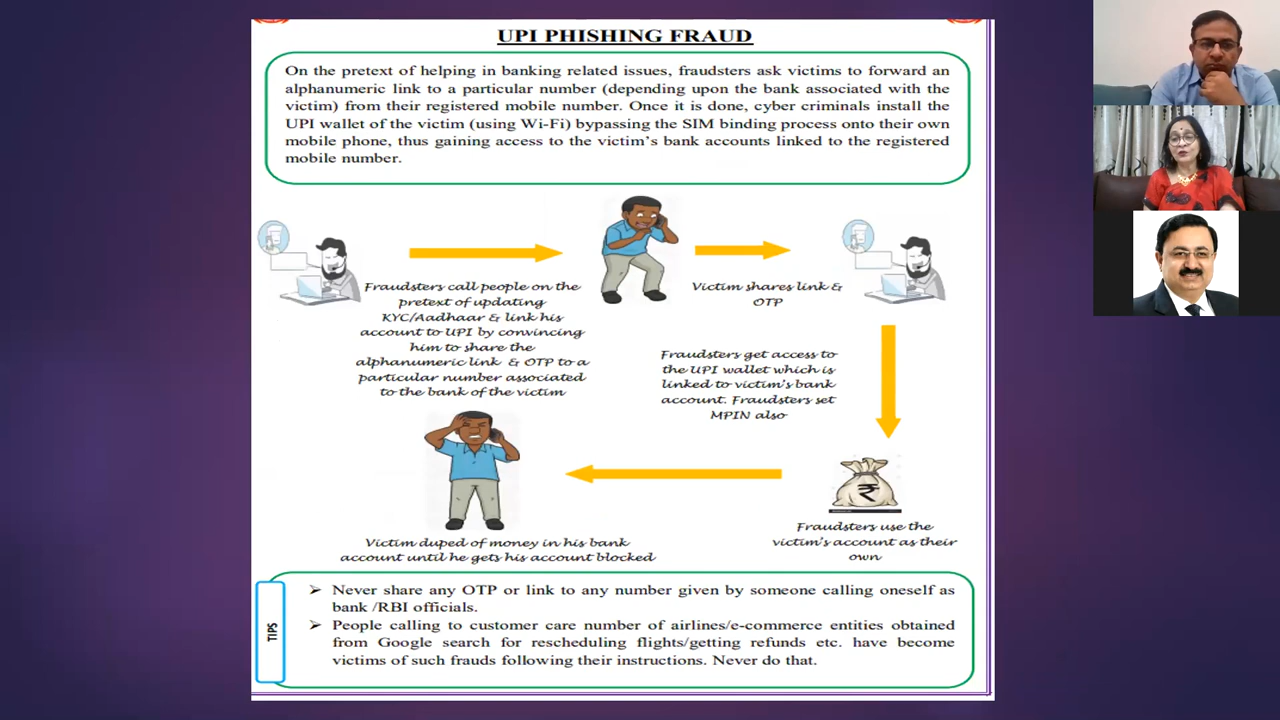 UPI PHISHING FRAUD
On the pretext of helping in banking related issues, fraudsters ask victims to forward an
alphanumeric link to a particular number (depending upon the bank associated with the
victim) from their registered mobile number. Once it is done, cyber criminals install the
UPI wallet of the victim (using Wi-Fi) bypassing the SIM binding process onto their own
mobile phone, thus gaining access to the victim's bank accounts linked to the registered
mobile number.
Fraudsters call people on the
pretext of updating
KYC/Aadhaar & link his
account to UPI by convincing
him to share the
alphanumeric link & OTP to a
particular number associated
to the bank of the victim
Victim shares link &
OTP
Fraudsters get access to
the UPI wallet which is
linked to victim's bank
account. Fraudsters set
MPIN also
Fraudsters use the
victim's account as their
own
Victim duped of money in his bank
account until he gets his account blocked
TIPS
➢ Never share any OTP or link to any number given by someone calling oneself as
bank /RBI officials.
➢ People calling to customer care number of airlines/e-commerce entities obtained
from Google search for rescheduling flights/getting refunds etc. have become
victims of such frauds following their instructions. Never do that.